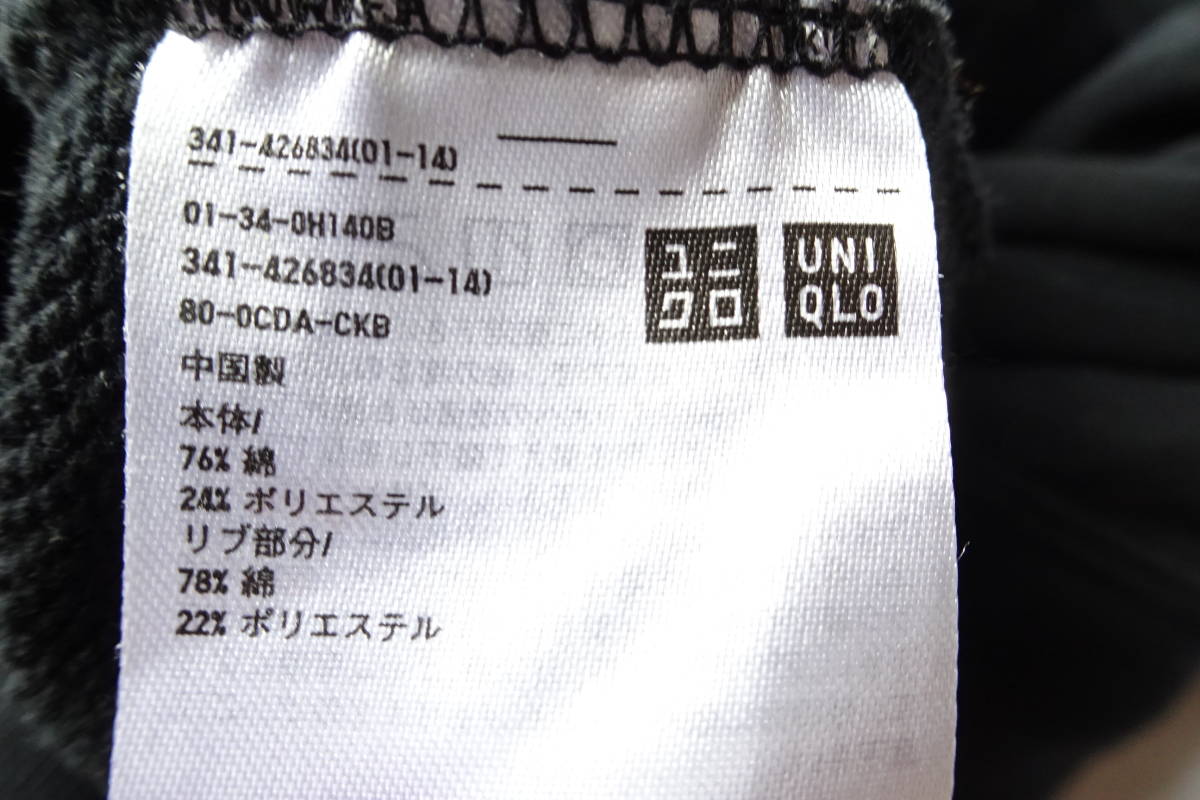 341-426834(01-14)
01-34-0H140B
341-426834(01-14)
80-0CDA-CKB
中国製
本体/
76% 綿
24% ポリエステル
リブ部分/
78% 綿
22% ポリエステル
ユニ
クロ
UNI
QLO